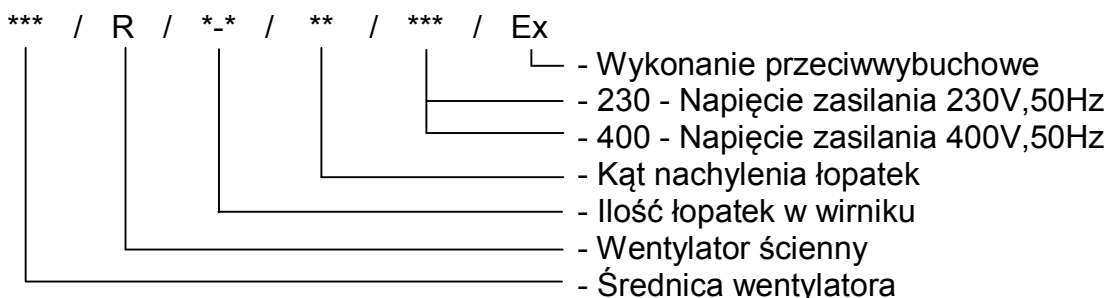 *** / R / *-* / ** / *** / Ex
- Wykonanie przeciwwybuchowe
- 230 - Napięcie zasilania 230V,50Hz
- 400 - Napięcie zasilania 400V,50Hz
- Kąt nachylenia łopatek
- Ilość łopatek w wirniku
- Wentylator ścienny
- Średnica wentylatora